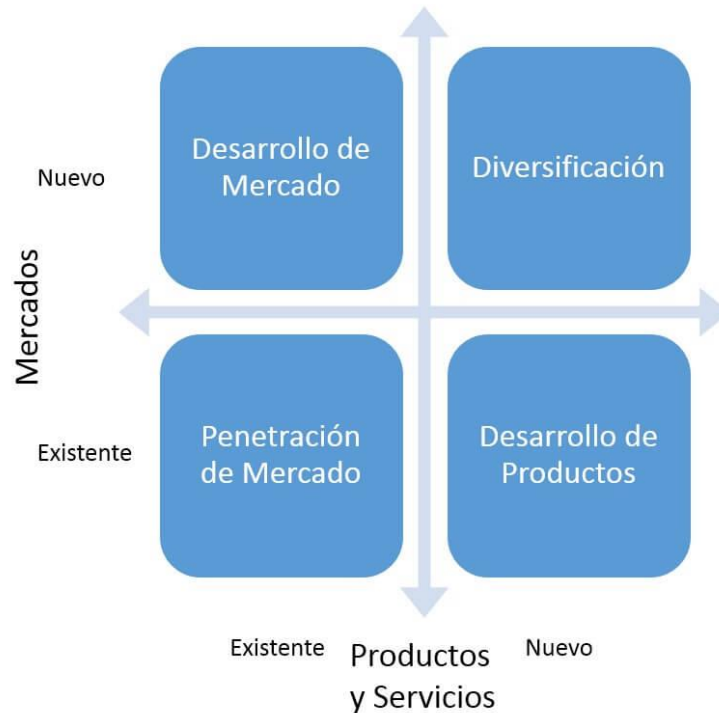 Desarrollo de
Mercado
Diversificación
Nuevo
Mercados
Penetración
de Mercado
Desarrollo de
Productos
Existente
Existente
Productos
y Servicios
Nuevo